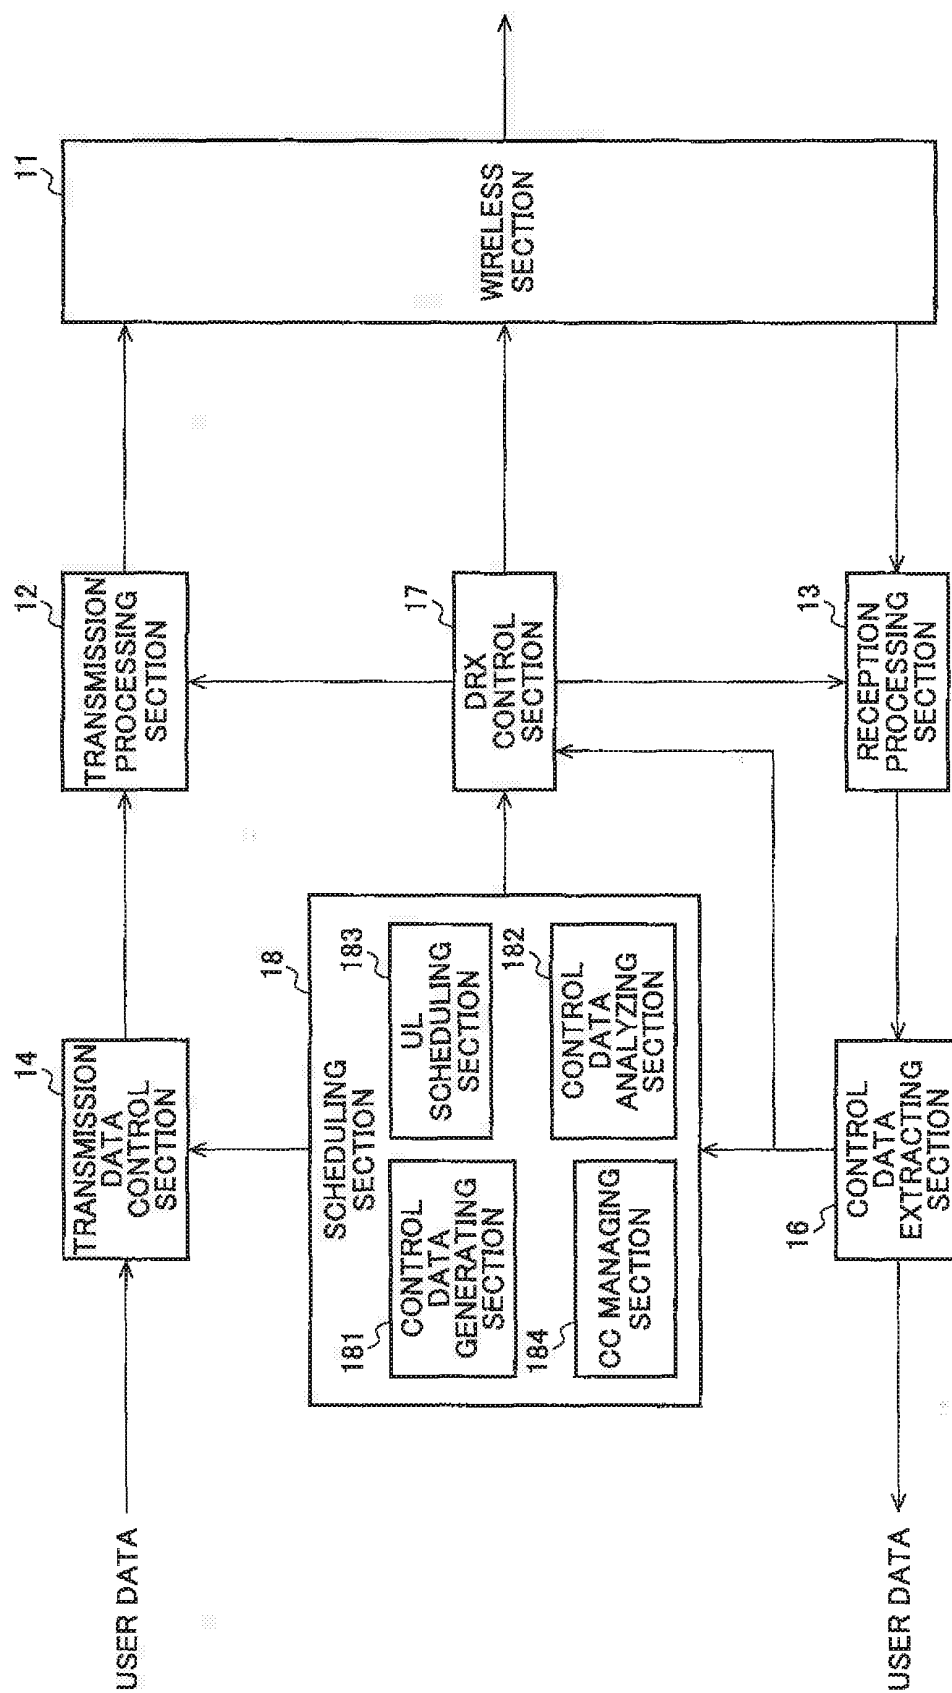 USER DATA
14
TRANSMISSION
DATA
CONTROL
SECTION
12
TRANSMISSION
PROCESSING
SECTION
11
WIRELESS
SECTION
18
SCHEDULING
SECTION
181
CONTROL
DATA
GENERATING
SECTION
183
UL
SCHEDULING
SECTION
184
CC MANAGING
SECTION
182
CONTROL
DATA
ANALYZING
SECTION
17
DRX
CONTROL
SECTION
USER DATA
16
CONTROL
DATA
EXTRACTING
SECTION
13
RECEPTION
PROCESSING
SECTION